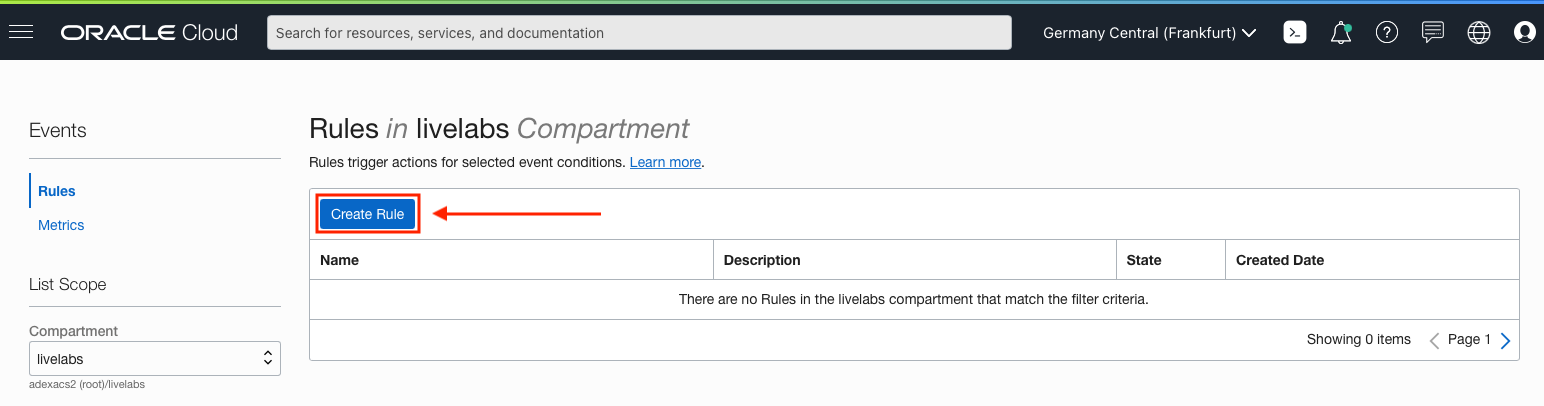 ORACLE Cloud
Search for resources, services, and documentation
Germany Central (Frankfurt)
Events
Rules
Metrics
List Scope
Compartment
livelabs
adexacs2 (root)/livelabs
Rules in livelabs Compartment
Rules trigger actions for selected event conditions. Learn more.
Create Rule
Name Description State Created Date
There are no Rules in the livelabs compartment that match the filter criteria.
Showing 0 items Page 1